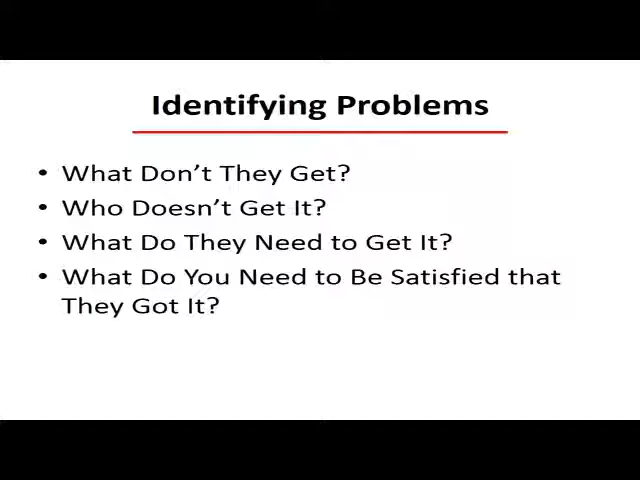 Identifying Problems
• What Don't They Get?
• Who Doesn't Get It?
• What Do They Need to Get It?
• What Do You Need to Be Satisfied that
They Got It?